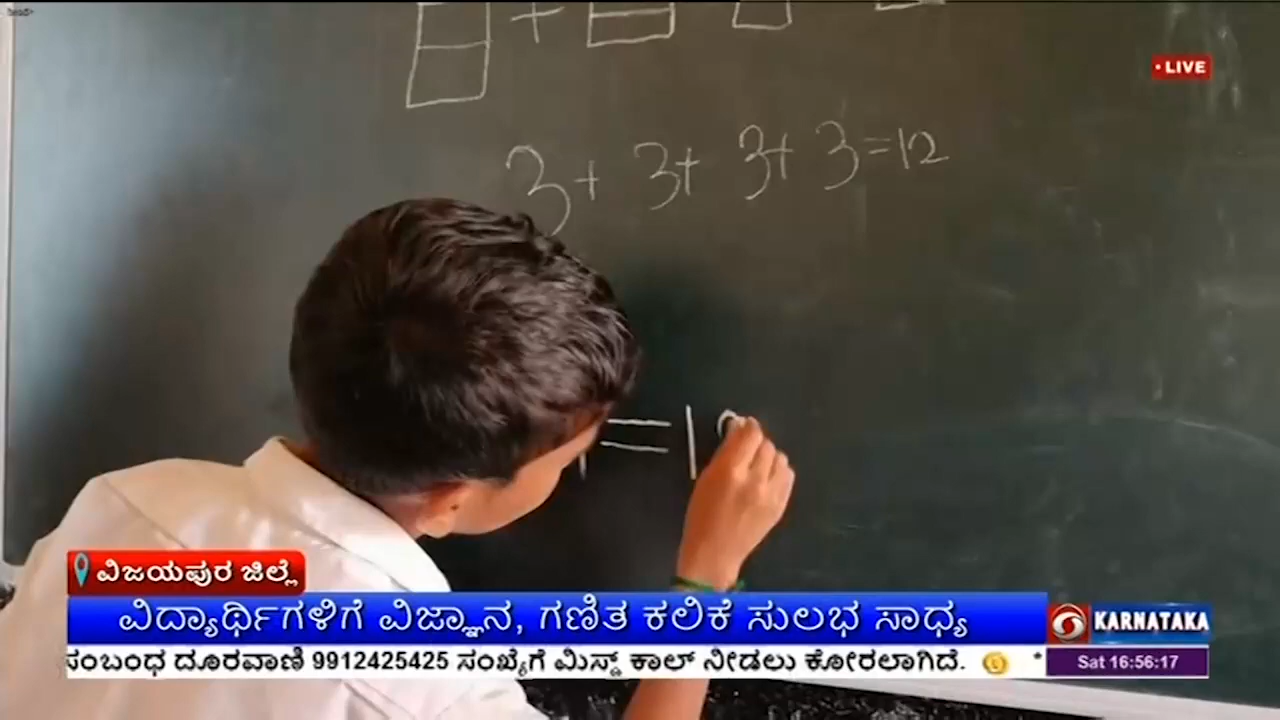 LIVE
3+ 3+ 3+ 3=12
=1
ವಿಜಯಪುರ ಜಿಲ್ಲೆ
ವಿದ್ಯಾರ್ಥಿಗಳಿಗೆ ವಿಜ್ಞಾನ, ಗಣಿತ ಕಲಿಕೆ ಸುಲಭ ಸಾಧ್ಯ
KARNATAKA
ಸಂಬಂಧ ದೂರವಾಣಿ 9912425425 ಸಂಖ್ಯೆಗೆ ಮಿಸ್ಡ್ ಕಾಲ್ ನೀಡಲು ಕೋರಲಾಗಿದೆ. *
Sat 16:56:17